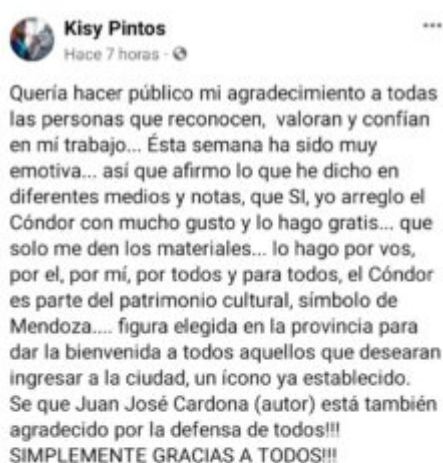 Kisy Pintos
Hace 7 horas ·
Quería hacer público mi agradecimiento a todas
las personas que reconocen, valoran y confían
en mí trabajo... Ésta semana ha sido muy
emotiva... así que afirmo lo que he dicho en
diferentes medios y notas, que SI, yo arreglo el
Cóndor con mucho gusto y lo hago gratis... que
solo me den los materiales... lo hago por vos,
por el, por mí, por todos y para todos, el Cóndor
es parte del patrimonio cultural, símbolo de
Mendoza.... figura elegida en la provincia para
dar la bienvenida a todos aquellos que desearan
ingresar a la ciudad, un ícono ya establecido.
Se que Juan José Cardona (autor) está también
agradecido por la defensa de todos!!!
SIMPLEMENTE GRACIAS A TODOS!!!